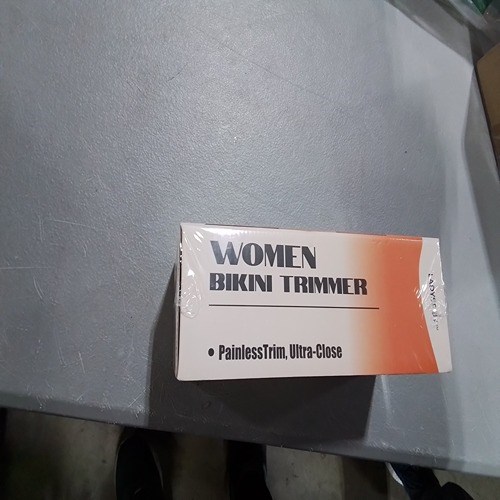 WOMEN
BIKINI TRIMMER
• PainlessTrim, Ultra-Close